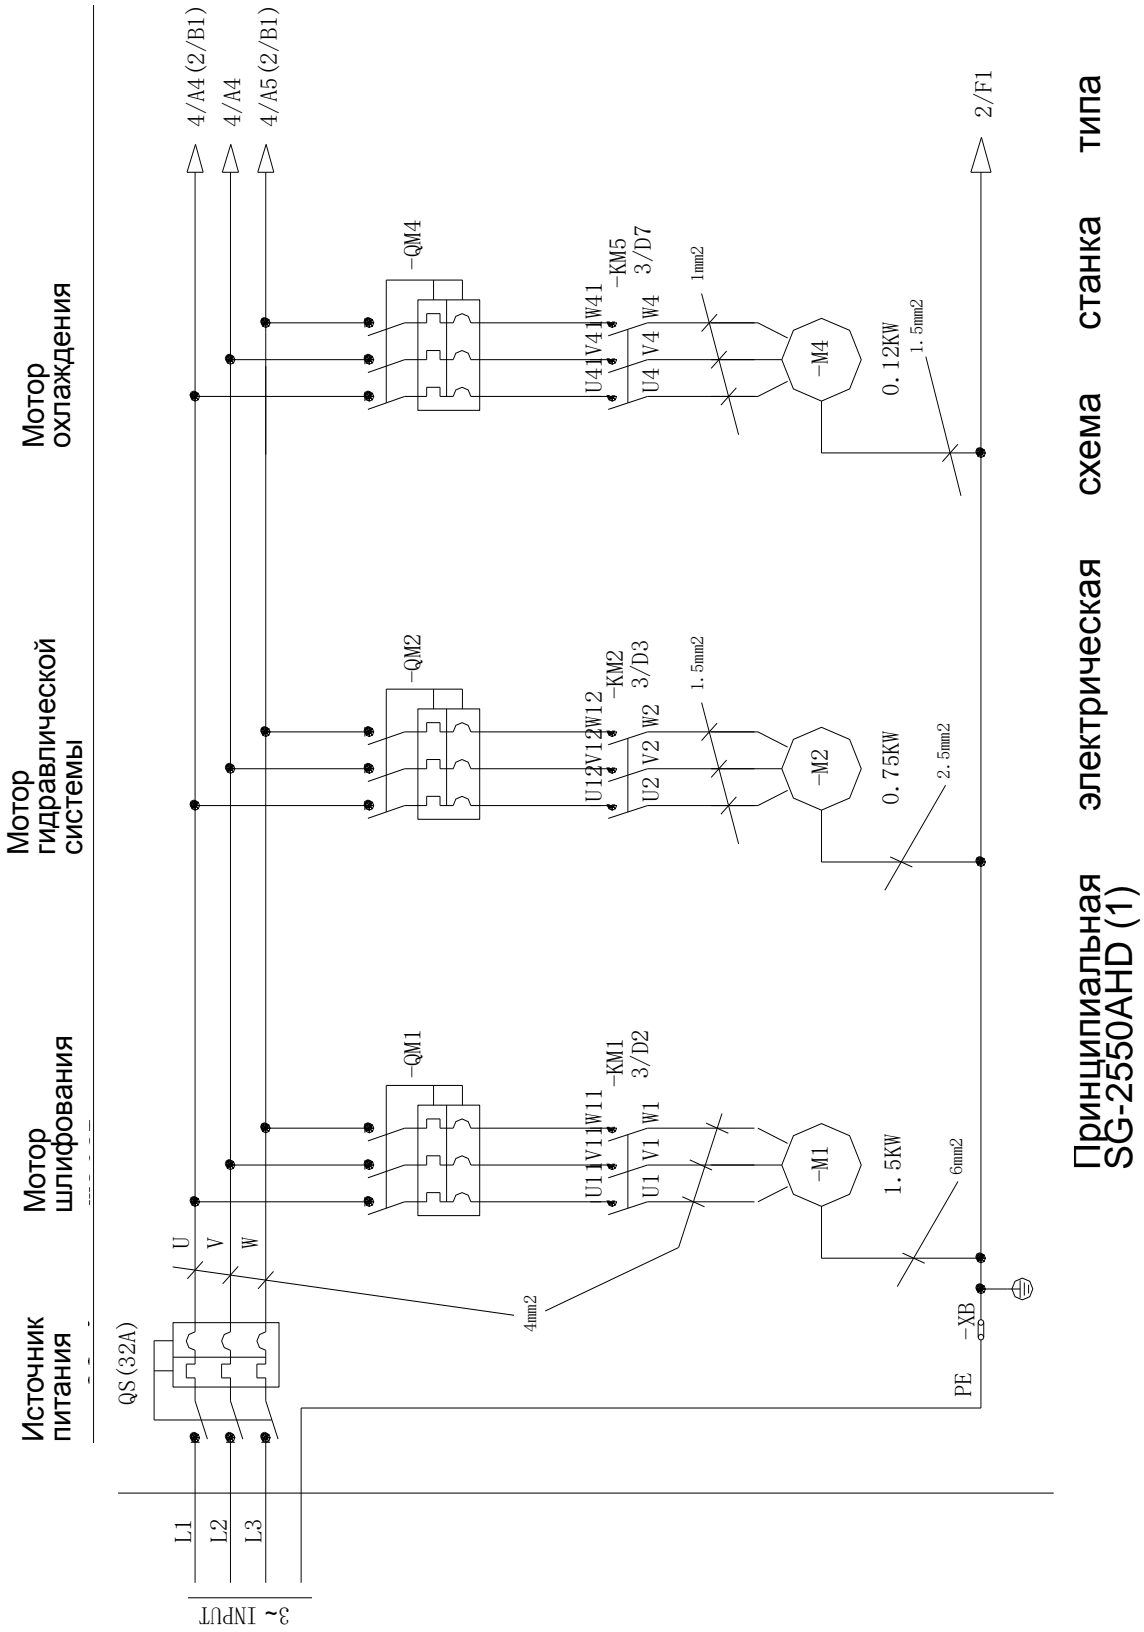 Источник
питания
Мотор
шлифования
Мотор
гидравлической
системы
Мотор
охлаждения
3~ INPUT
L1
L2
L3
QS(32A)
U
V
W
4/A4(2/B1)
4/A4
4/A5(2/B1)
-QM1
-QM2
-QM4
U11V11W11
-KM1
3/D2
U1 V1 W1
U12V12W12
-KM2
3/D3
U2 V2 W2
U41V41W41
-KM5
3/D7
U4 V4 W4
4mm2
1.5mm2
1mm2
-M1
-M2
-M4
1.5KW
0.75KW
0.12KW
6mm2
2.5mm2
1.5mm2
PE
-XB
2/F1
Принципиальная электрическая схема станка типа
SG-2550AHD (1)